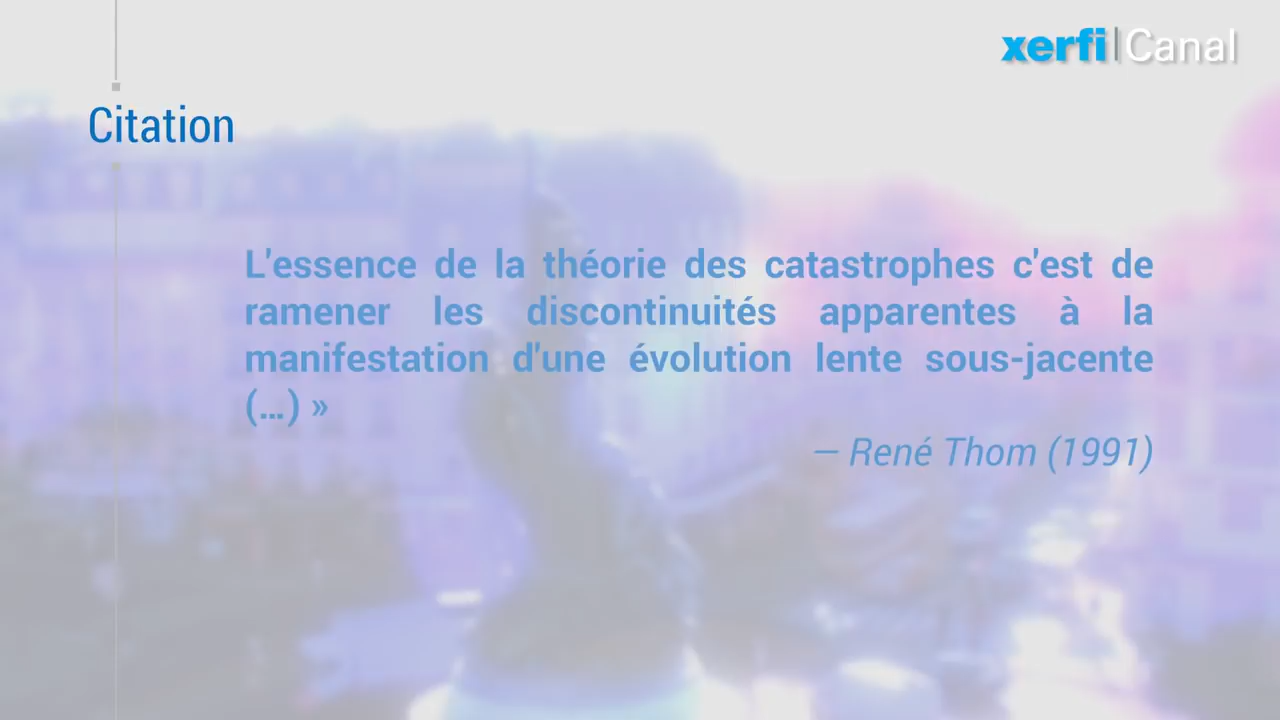 xerfi Canal
Citation
L'essence de la théorie des catastrophes c'est de
ramener les discontinuités apparentes à la
manifestation d'une évolution lente sous-jacente
(...) »
– René Thom (1991)